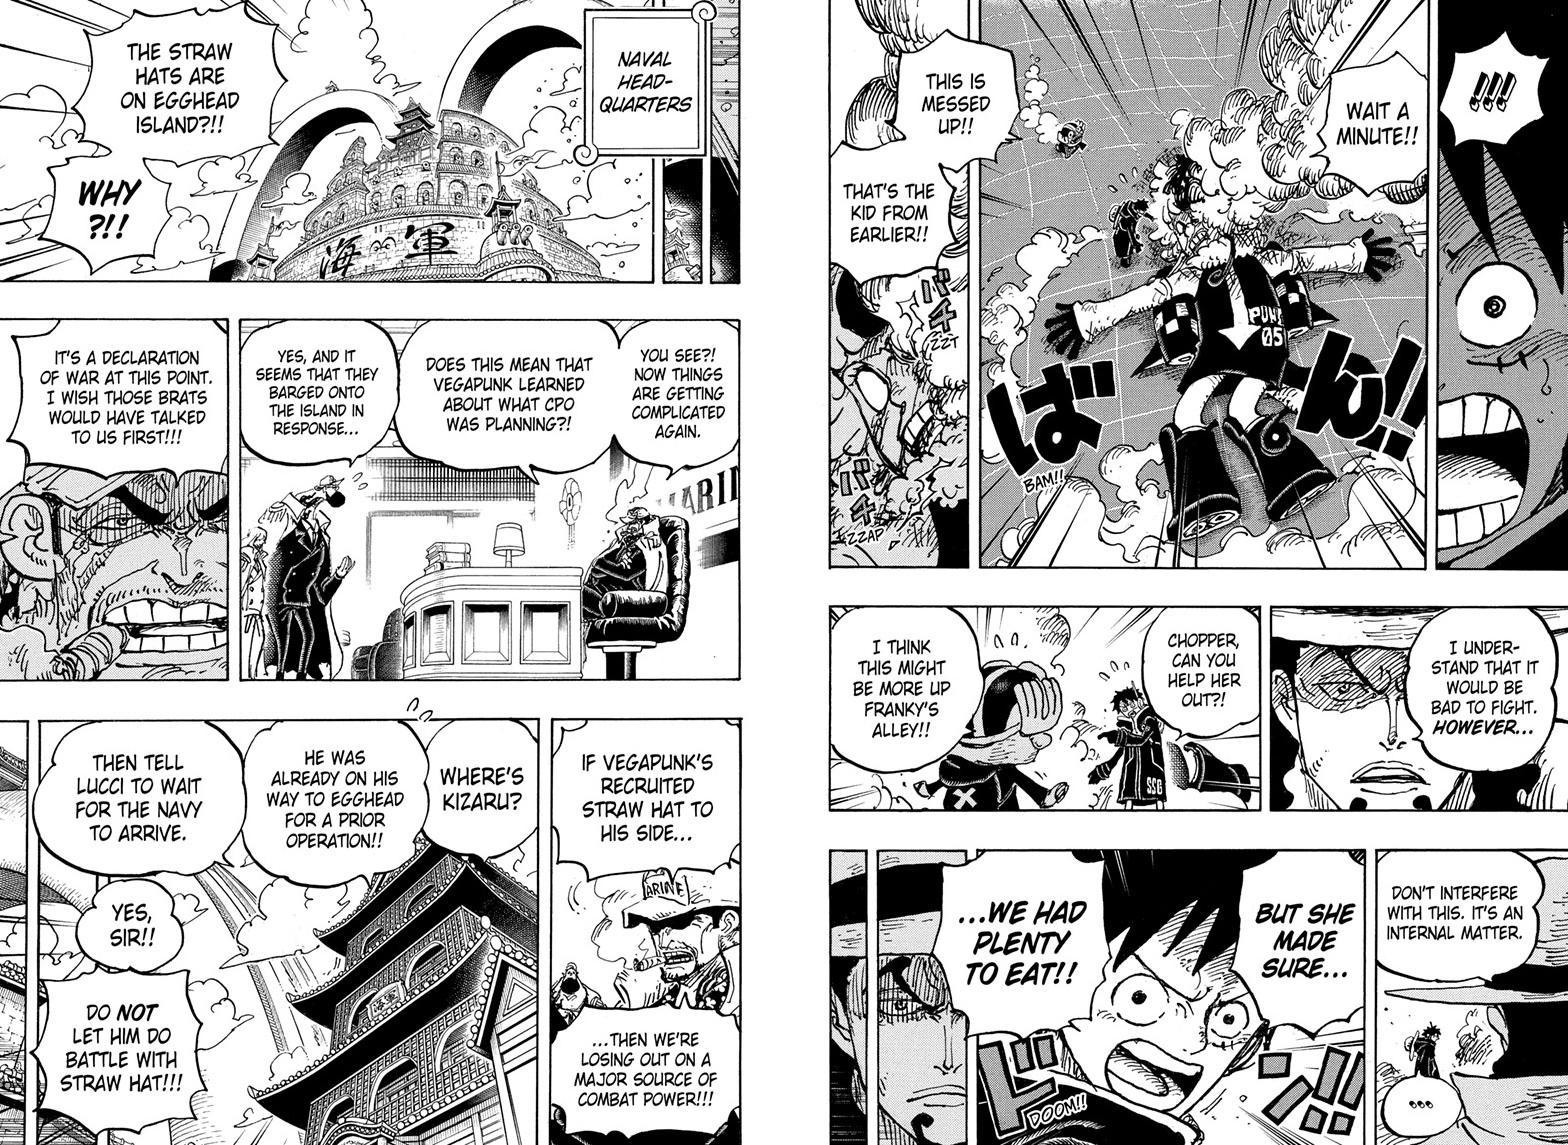 !!!
WAIT A
MINUTE!!
PUNK
05
ばん!!
BAM!!
THIS IS
MESSED
UP!!
THAT'S THE
KID FROM
EARLIER!!
バチ
ZZT
バチ
ZZAP
I UNDER-
STAND THAT IT
WOULD BE
BAD TO FIGHT.
HOWEVER...
CHOPPER,
CAN YOU
HELP HER
OUT?!
SSG
I THINK
THIS MIGHT
BE MORE UP
FRANKY'S
ALLEY!!
DON'T INTERFERE
WITH THIS. IT'S AN
INTERNAL MATTER.
...
BUT SHE
MADE
SURE...
...WE HAD
PLENTY
TO EAT!!
ドン!!
DOOM!!
NAVAL
HEAD-
QUARTERS
海軍
THE STRAW
HATS ARE
ON EGGHEAD
ISLAND?!!
WHY
?!!
YOU SEE?!
NOW THINGS
ARE GETTING
COMPLICATED
AGAIN.
MARIN
DOES THIS MEAN THAT
VEGAPUNK LEARNED
ABOUT WHAT CP0
WAS PLANNING?!
YES, AND IT
SEEMS THAT THEY
BARGED ONTO
THE ISLAND IN
RESPONSE...
IT'S A DECLARATION
OF WAR AT THIS POINT.
I WISH THOSE BRATS
WOULD HAVE TALKED
TO US FIRST!!!
IF VEGAPUNK'S
RECRUITED
STRAW HAT TO
HIS SIDE...
ARINE
...THEN WE'RE
LOSING OUT ON A
MAJOR SOURCE OF
COMBAT POWER!!!
WHERE'S
KIZARU?
HE WAS
ALREADY ON HIS
WAY TO EGGHEAD
FOR A PRIOR
OPERATION!!
THEN TELL
LUCCI TO WAIT
FOR THE NAVY
TO ARRIVE.
YES,
SIR!!
DO NOT
LET HIM DO
BATTLE WITH
STRAW HAT!!!